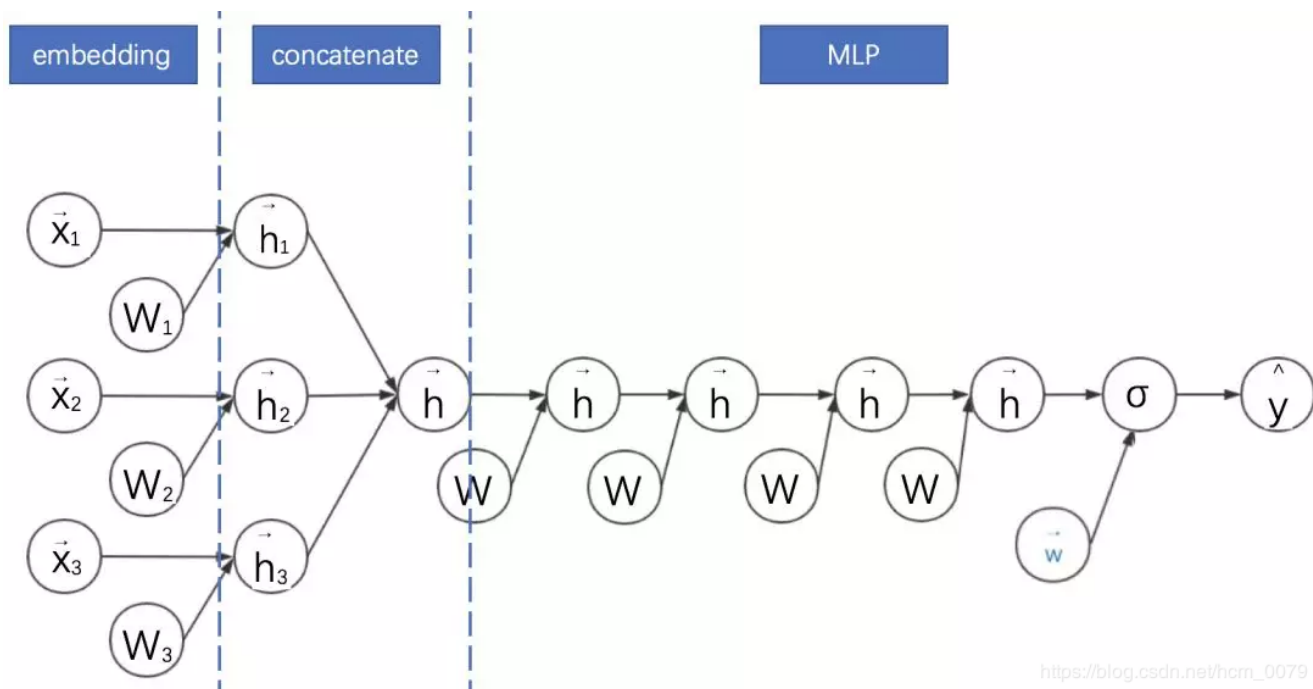 embedding
concatenate
MLP
x⃗₁
h⃗₁
W₁
x⃗₂
h⃗₂
h⃗
h⃗
h⃗
h⃗
h⃗
σ
ŷ
W₂
W
W
W
W
x⃗₃
h⃗₃
w⃗
W₃
https://blog.csdn.net/hcm_0079